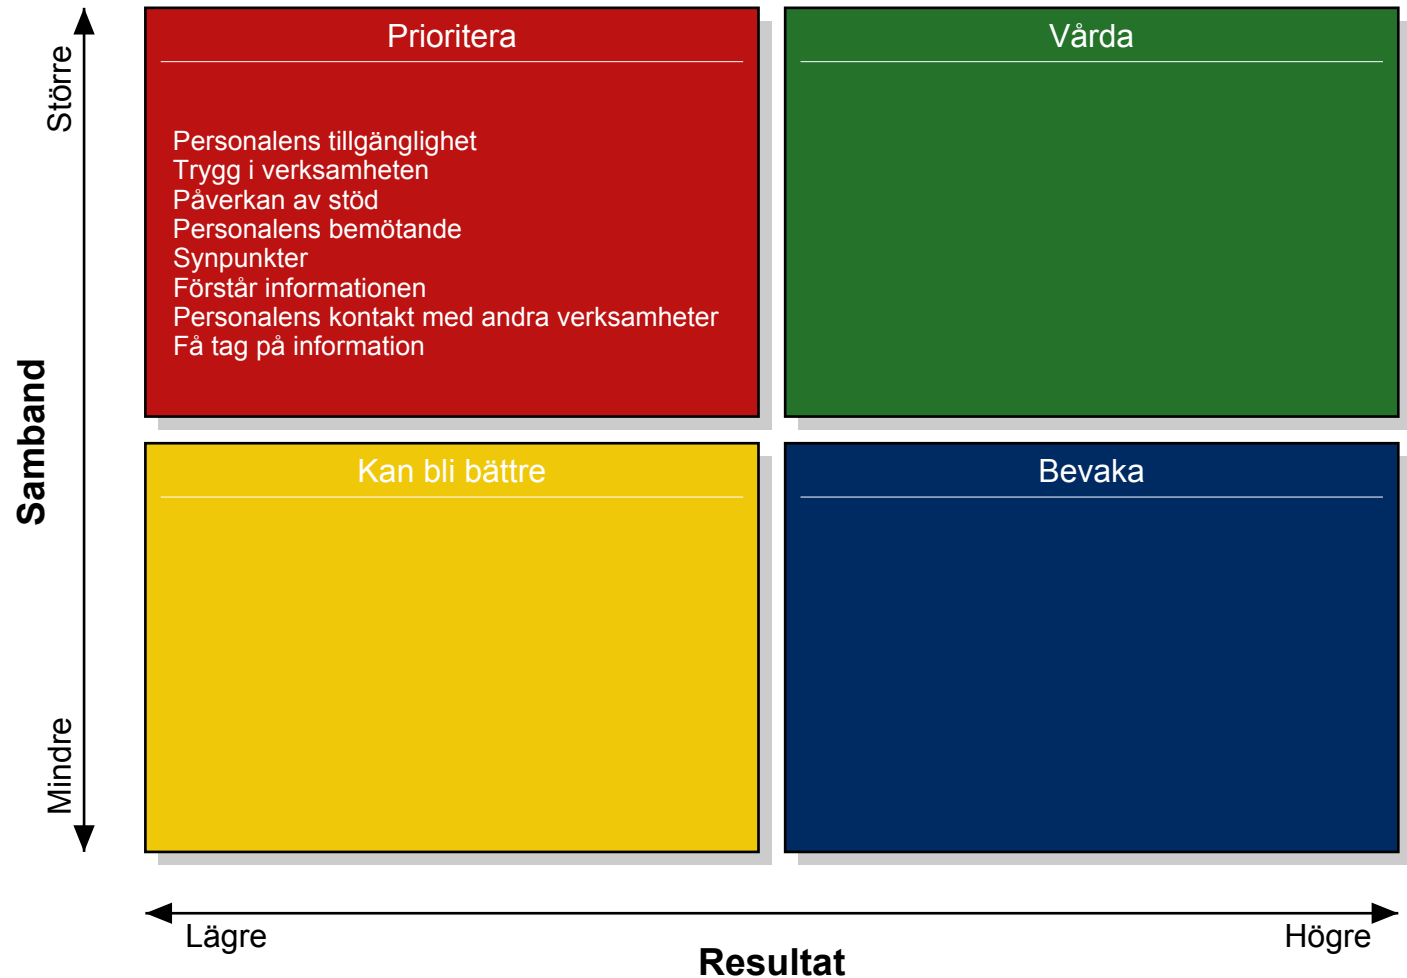 Större
Samband
Mindre
Prioritera
Personalens tillgänglighet
Trygg i verksamheten
Påverkan av stöd
Personalens bemötande
Synpunkter
Förstår informationen
Personalens kontakt med andra verksamheter
Få tag på information
Vårda
Kan bli bättre
Bevaka
Lägre
Högre
Resultat